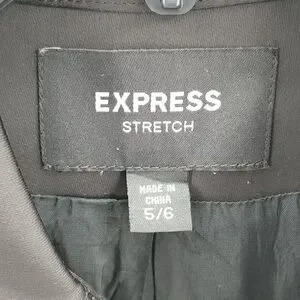 EXPRESS
STRETCH
MADE IN
CHINA
5/6